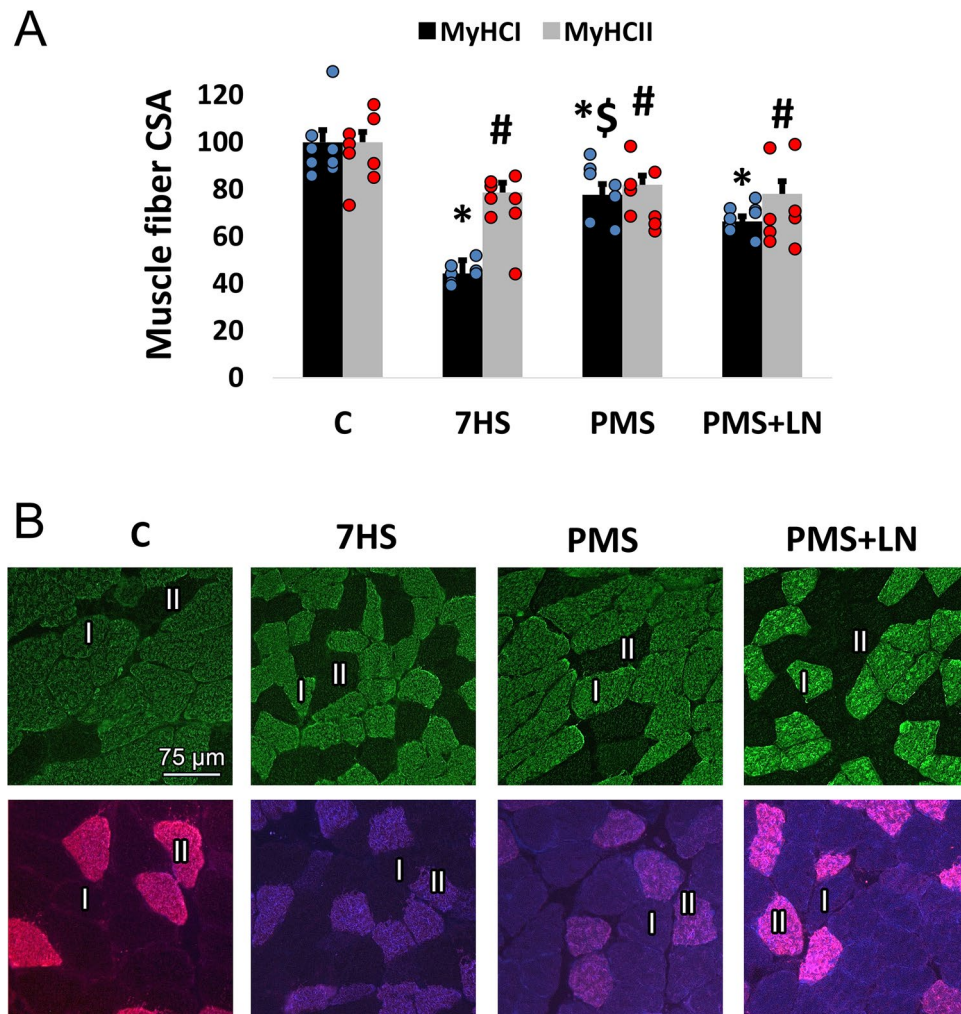 A
MyHCI MyHCII
Muscle fiber CSA
120
100
80
60
40
20
0
*
#
*$
#
*
#
C 7HS PMS PMS+LN
B
C 7HS PMS PMS+LN
I II
I II
I II
I II
75 µm
I II
I II
I II
II I